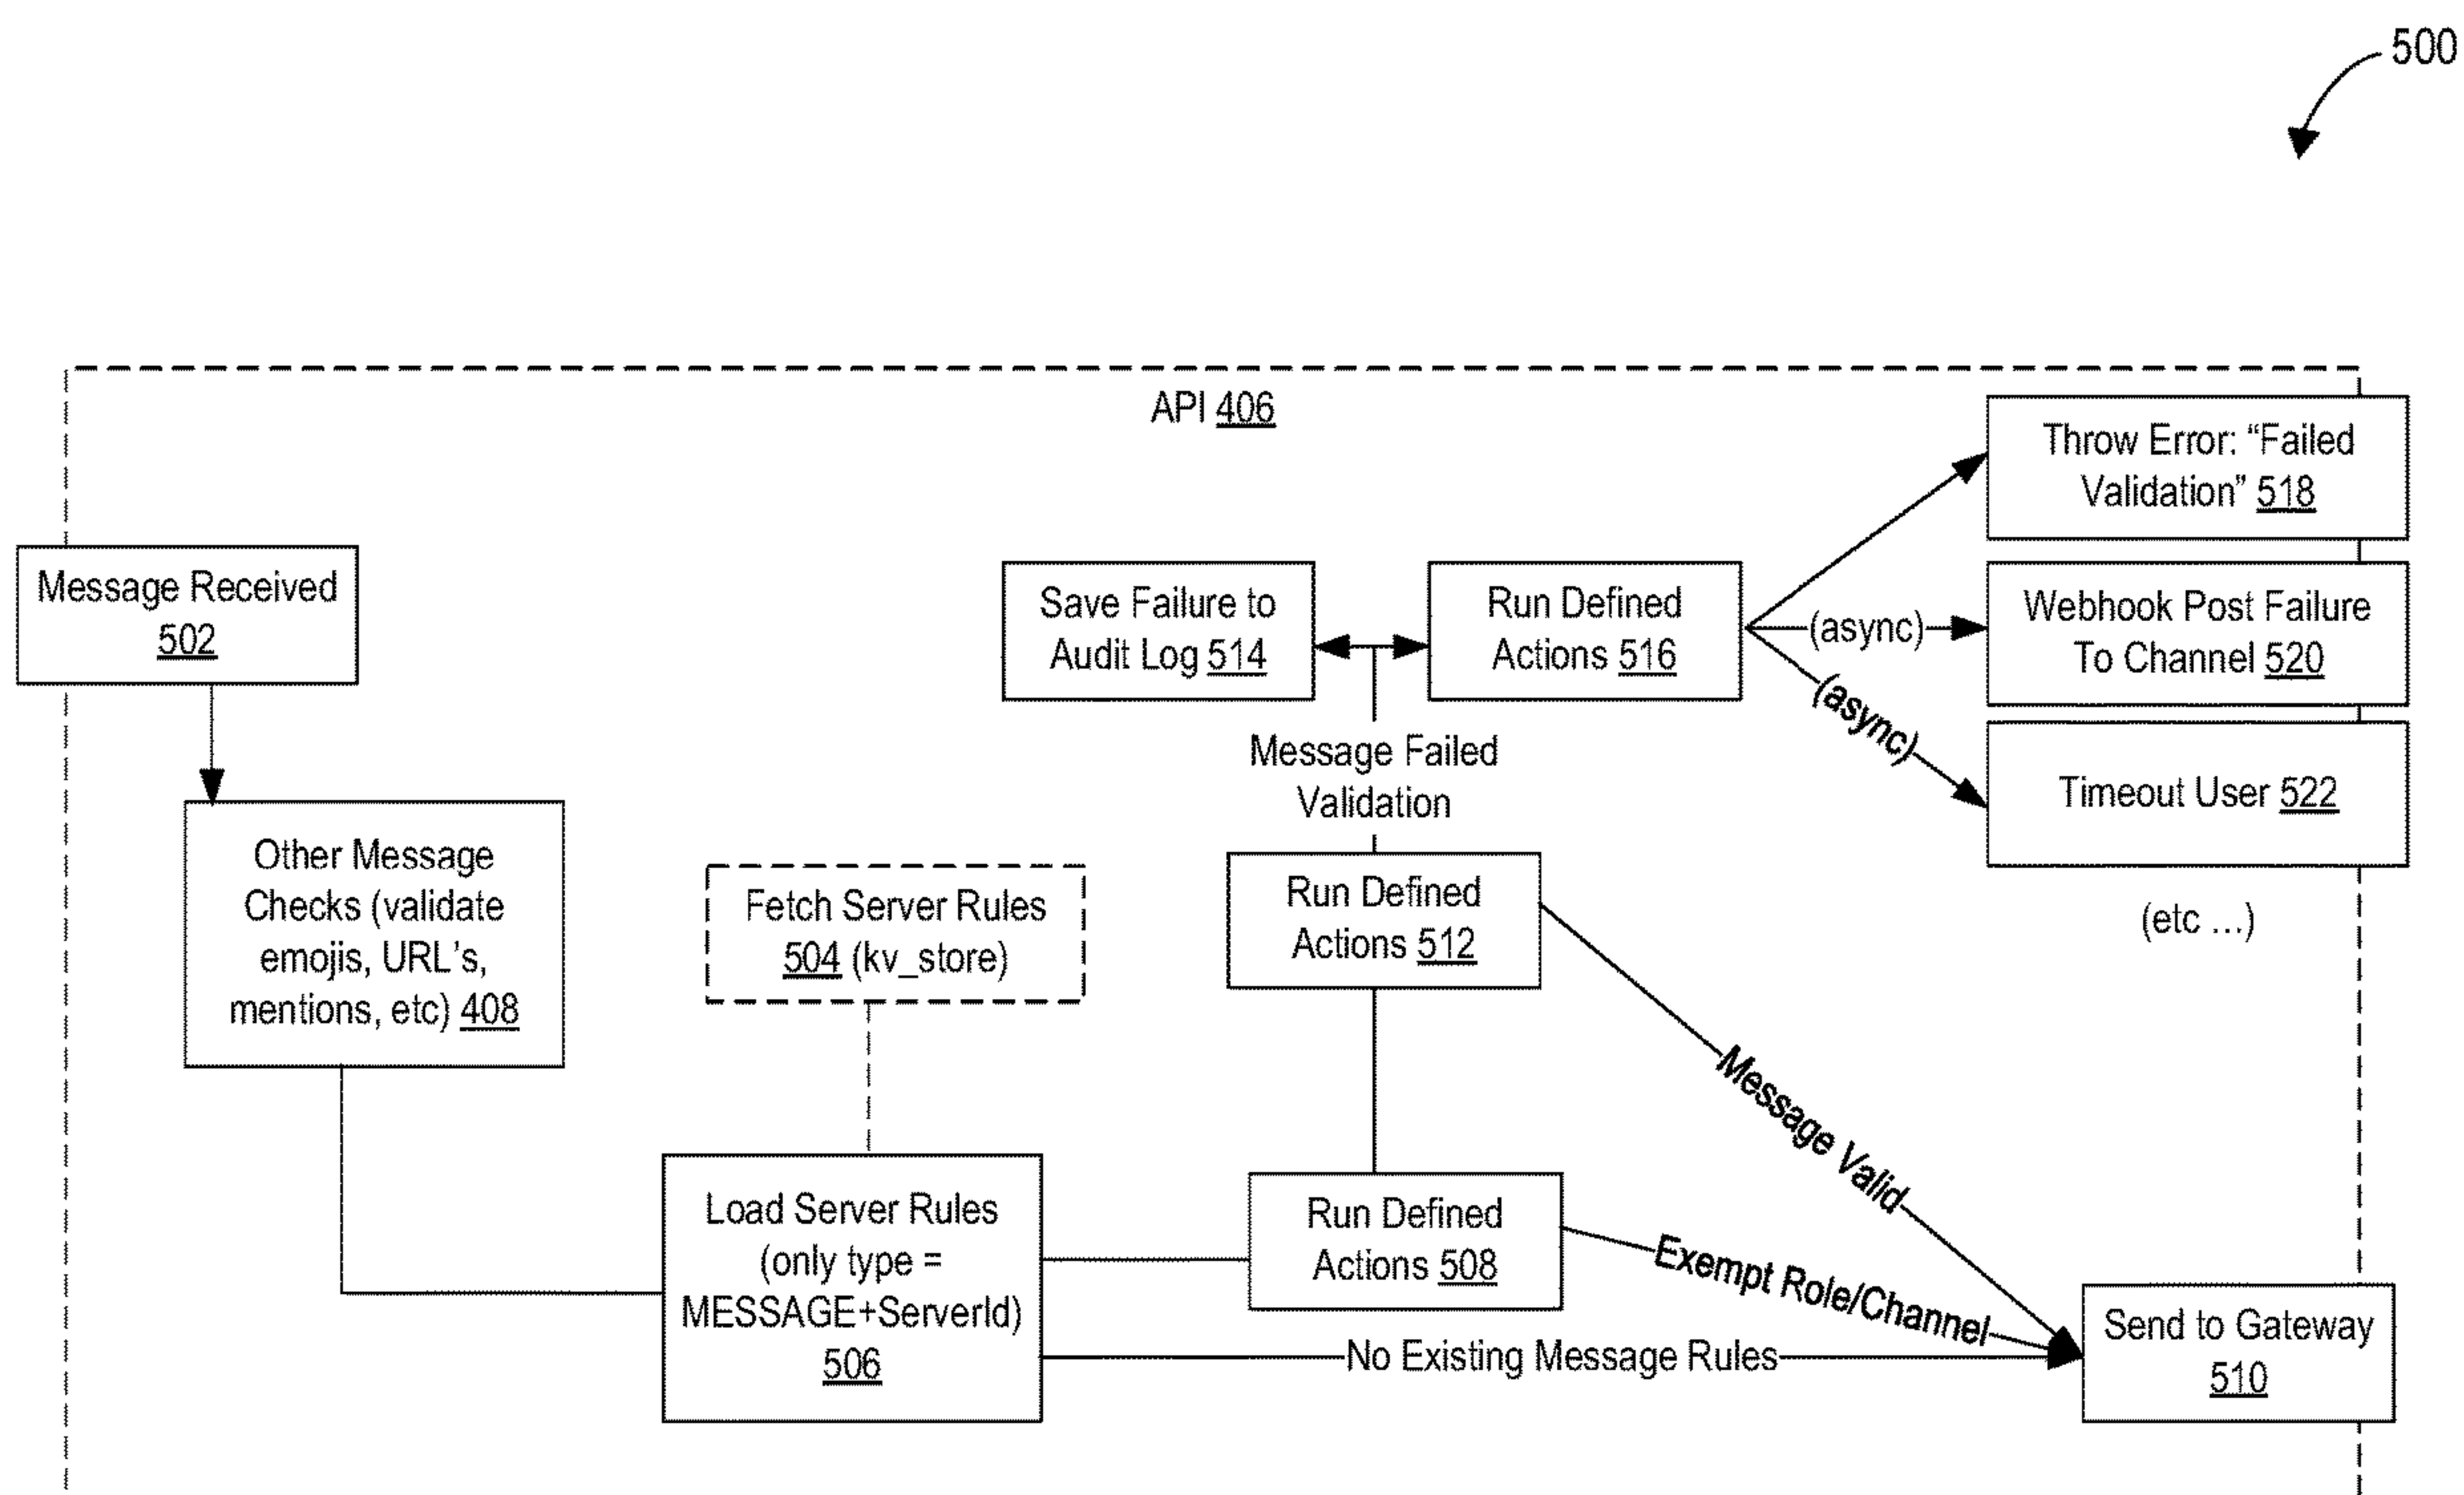 500
API 406
Throw Error: “Failed
Validation” 518
Message Received
502
Save Failure to
Audit Log 514
Run Defined
Actions 516
(async)
Webhook Post Failure
To Channel 520
(async)
Timeout User 522
(etc ...)
Message Failed
Validation
Other Message
Checks (validate
emojis, URL's,
mentions, etc) 408
Fetch Server Rules
504 (kv_store)
Run Defined
Actions 512
Message Valid
Load Server Rules
(only type =
MESSAGE+ServerId)
506
Run Defined
Actions 508
Exempt Role/Channel
No Existing Message Rules
Send to Gateway
510